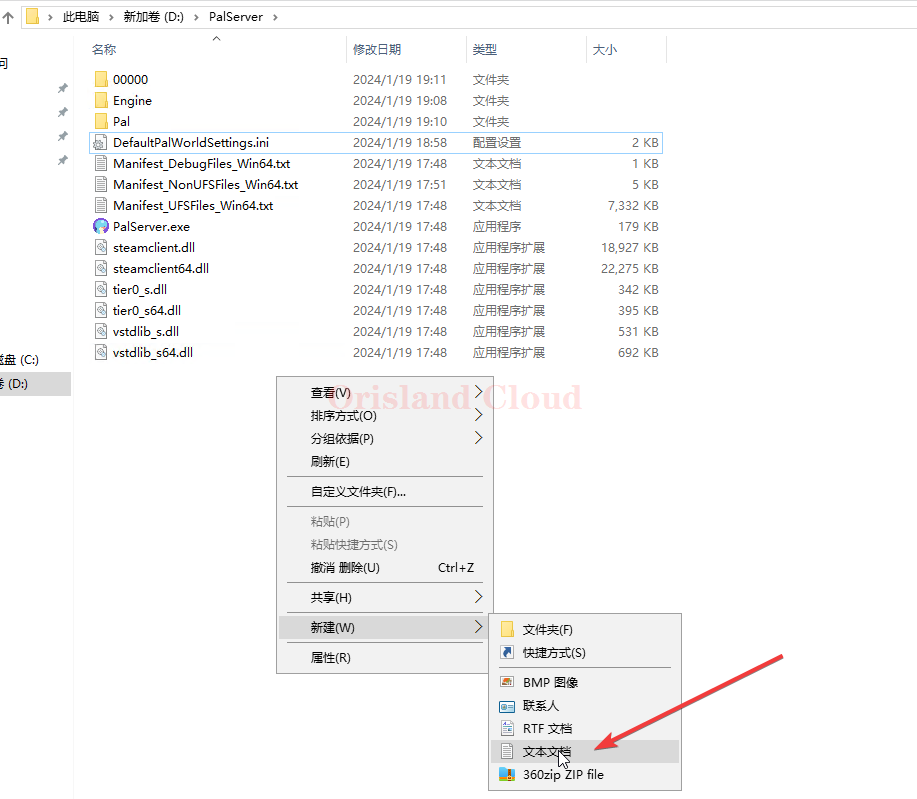 此电脑 › 新加卷 (D:) › PalServer ›
名称 修改日期 类型 大小
问
00000 2024/1/19 19:11 文件夹
Engine 2024/1/19 19:08 文件夹
Pal 2024/1/19 19:10 文件夹
DefaultPalWorldSettings.ini 2024/1/19 18:58 配置设置 2 KB
Manifest_DebugFiles_Win64.txt 2024/1/19 17:48 文本文档 1 KB
Manifest_NonUFSFiles_Win64.txt 2024/1/19 17:51 文本文档 5 KB
Manifest_UFSFiles_Win64.txt 2024/1/19 17:48 文本文档 7,332 KB
PalServer.exe 2024/1/19 17:48 应用程序 179 KB
steamclient.dll 2024/1/19 17:48 应用程序扩展 18,927 KB
steamclient64.dll 2024/1/19 17:48 应用程序扩展 22,275 KB
tier0_s.dll 2024/1/19 17:48 应用程序扩展 342 KB
tier0_s64.dll 2024/1/19 17:48 应用程序扩展 395 KB
vstdlib_s.dll 2024/1/19 17:48 应用程序扩展 531 KB
vstdlib_s64.dll 2024/1/19 17:48 应用程序扩展 692 KB
盘 (C:)
(D:)
Orisland Cloud
查看(V)
排序方式(O)
分组依据(P)
刷新(E)
自定义文件夹(F)...
粘贴(P)
粘贴快捷方式(S)
撤消 删除(U) Ctrl+Z
共享(H)
新建(W)
属性(R)
文件夹(F)
快捷方式(S)
BMP 图像
联系人
RTF 文档
文本文档
360zip ZIP file